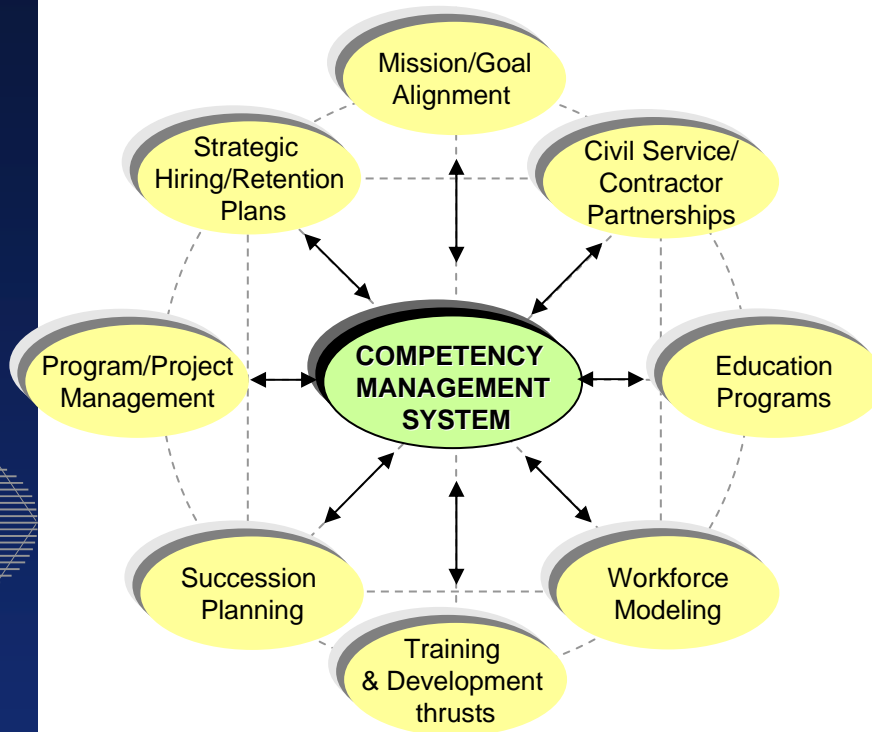 Mission/Goal
Alignment
Strategic
Hiring/Retention
Plans
Civil Service/
Contractor
Partnerships
Program/Project
Management
COMPETENCY
MANAGEMENT
SYSTEM
Education
Programs
Succession
Planning
Workforce
Modeling
Training
& Development
thrusts